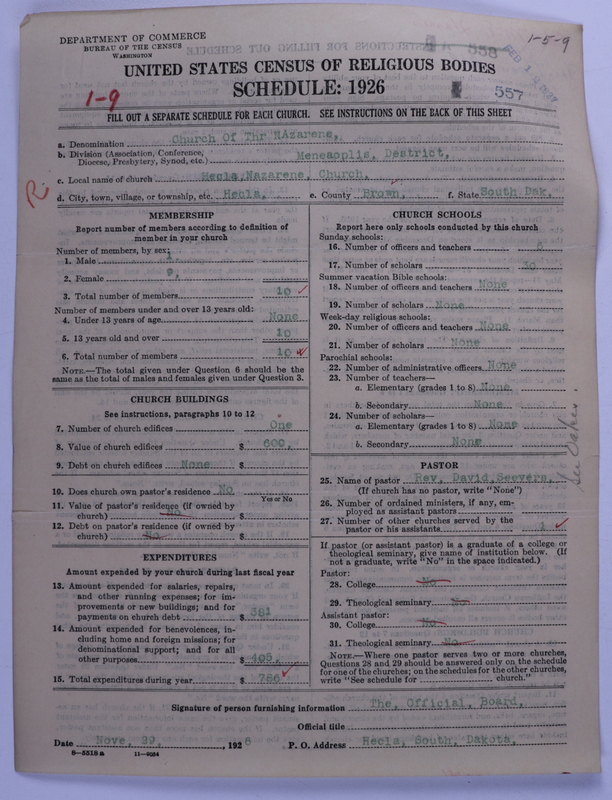 DEPARTMENT OF COMMERCE
BUREAU OF THE CENSUS
WASHINGTON
1-5-9
558
557
UNITED STATES CENSUS OF RELIGIOUS BODIES
SCHEDULE: 1926
1-9
FILL OUT A SEPARATE SCHEDULE FOR EACH CHURCH. SEE INSTRUCTIONS ON THE BACK OF THIS SHEET
a. Denomination Church Of Thr NAzarene,
b. Division (Association, Conference, Diocese, Presbytery, Synod, etc.) Meneapplis, Destrict,
c. Local name of church Hecla, Nazarene, Church,
d. City, town, village, or township, etc. Hecla, e. County Brown, f. State South Dak,
R
MEMBERSHIP
Report number of members according to definition of
member in your church
Number of members, by sex:
1. Male 1,
2. Female 9,
3. Total number of members 10
Number of members under and over 13 years old:
4. Under 13 years of age None
5. 13 years old and over 10
6. Total number of members 10
NOTE.—The total given under Question 6 should be
same as the total of males and females given under Question 3.
CHURCH BUILDINGS
See instructions, paragraphs 10 to 12
7. Number of church edifices One
8. Value of church edifices $ 600,
9. Debt on church edifices None $
10. Does church own pastor's residence No
Yes or No
11. Value of pastor's residence (if owned by
church) No $
12. Debt on pastor's residence (if owned by
church) No $
EXPENDITURES
Amount expended by your church during last fiscal year
13. Amount expended for salaries, repairs,
and other running expenses; for im-
provements or new buildings; and for
payments on church debt $ 381
14. Amount expended for benevolences, in-
cluding home and foreign missions; for
denominational support; and for all
other purposes $ 405,
15. Total expenditures during year $ 786
CHURCH SCHOOLS
Report here only schools conducted by this church
Sunday schools:
16. Number of officers and teachers
17. Number of scholars
Summer vacation Bible schools:
18. Number of officers and teachers None
19. Number of scholars None
Week-day religious schools:
20. Number of officers and teachers None
21. Number of scholars None
Parochial schools:
22. Number of administrative officers None
23. Number of teachers—
a. Elementary (grades 1 to 8) None
b. Secondary None
24. Number of scholars—
a. Elementary (grades 1 to 8) None
b. Secondary None
See Oakes.
PASTOR
25. Name of pastor Rev, David, Seevers,
(If church has no pastor, write "None")
26. Number of ordained ministers, if any, em-
ployed as assistant pastors
27. Number of other churches served by the
pastor or his assistants 1
If pastor (or assistant pastor) is a graduate of a college or
theological seminary, give name of institution below. (If
not a graduate, write "No" in the space indicated.)
Pastor:
28. College No
29. Theological seminary No
Assistant pastor:
30. College No
31. Theological seminary No
NOTE.—Where one pastor serves two or more churches,
Questions 28 and 29 should be answered only on the schedule
for one of the churches; on the schedules for the other churches,
write "See schedule for church."
Signature of person furnishing information The, Official, Board,
Official title
Date Nove, 29, , 1926 P. O. Address Hecla, South, Dakota,
8—5518a 11—9054